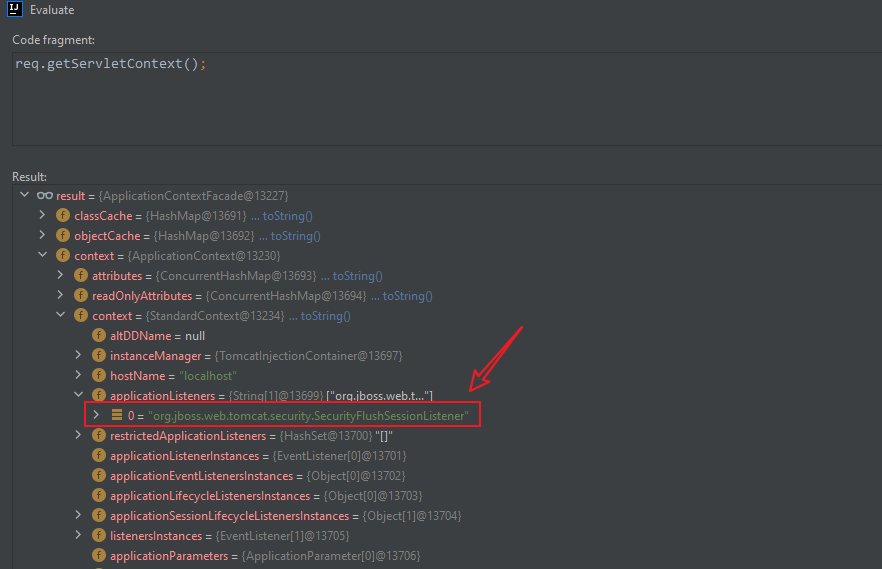 IJ Evaluate
Code fragment:
req.getServletContext();
Result:
result = {ApplicationContextFacade@13227}
f classCache = {HashMap@13691} ... toString()
f objectCache = {HashMap@13692} ... toString()
f context = {ApplicationContext@13230}
f attributes = {ConcurrentHashMap@13693} ... toString()
f readOnlyAttributes = {ConcurrentHashMap@13694} ... toString()
f context = {StandardContext@13234} ... toString()
f altDDName = null
f instanceManager = {TomcatInjectionContainer@13697}
f hostName = "localhost"
f applicationListeners = {String[1]@13699} ["org.jboss.web.t..."]
0 = "org.jboss.web.tomcat.security.SecurityFlushSessionListener"
f restrictedApplicationListeners = {HashSet@13700} "[]"
f applicationListenerInstances = {EventListener[0]@13701}
f applicationEventListenersInstances = {Object[0]@13702}
f applicationLifecycleListenersInstances = {Object[0]@13703}
f applicationSessionLifecycleListenersInstances = {Object[1]@13704}
f listenersInstances = {EventListener[1]@13705}
f applicationParameters = {ApplicationParameter[0]@13706}